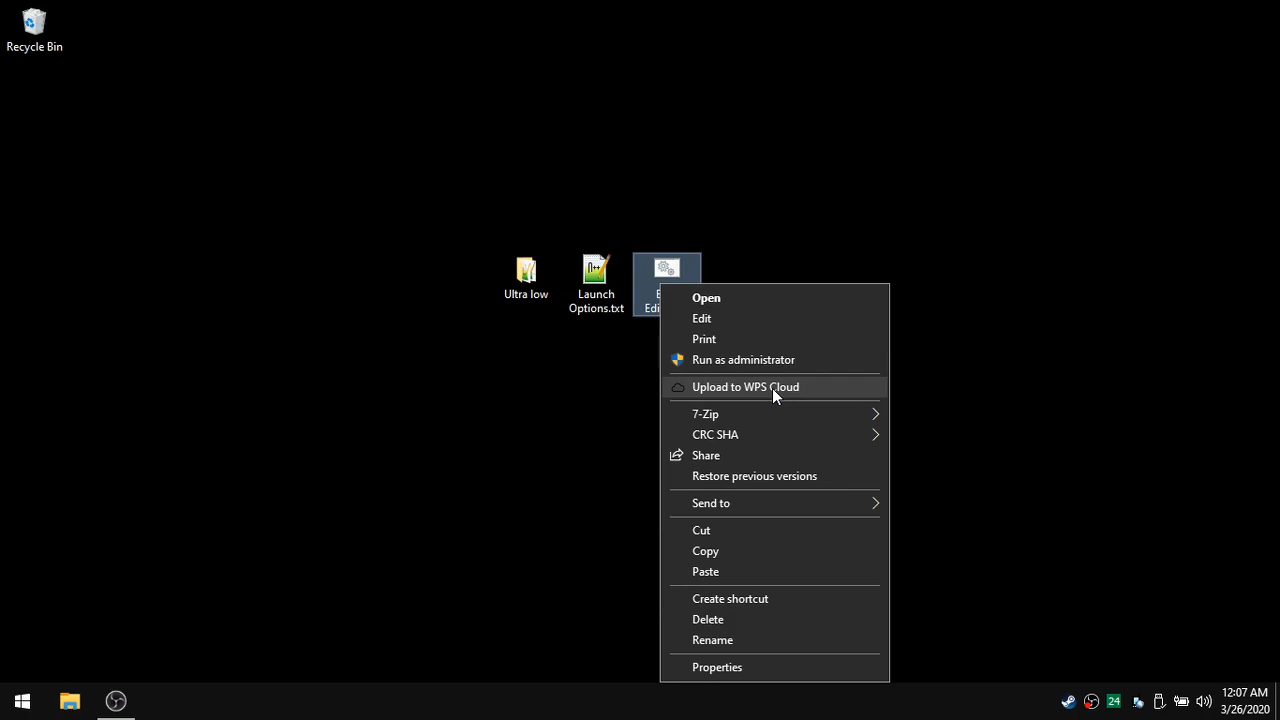 Recycle Bin
Ultra low
Launch
Options.txt
Open
Edit
Print
Run as administrator
Upload to WPS Cloud
7-Zip
CRC SHA
Share
Restore previous versions
Send to
Cut
Copy
Paste
Create shortcut
Delete
Rename
Properties
24
12:07 AM
3/26/2020